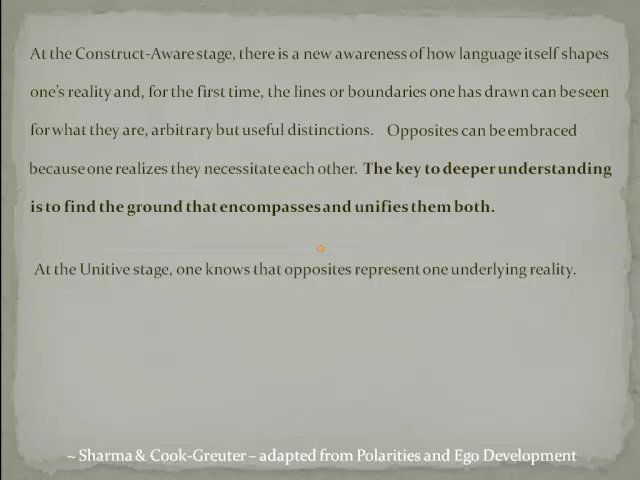 At the Construct-Aware stage, there is a new awareness of how language itself shapes
one's reality and, for the first time, the lines or boundaries one has drawn can be seen
for what they are, arbitrary but useful distinctions. Opposites can be embraced
because one realizes they necessitate each other. The key to deeper understanding
is to find the ground that encompasses and unifies them both.
At the Unitive stage, one knows that opposites represent one underlying reality.
~ Sharma & Cook-Greuter – adapted from Polarities and Ego Development